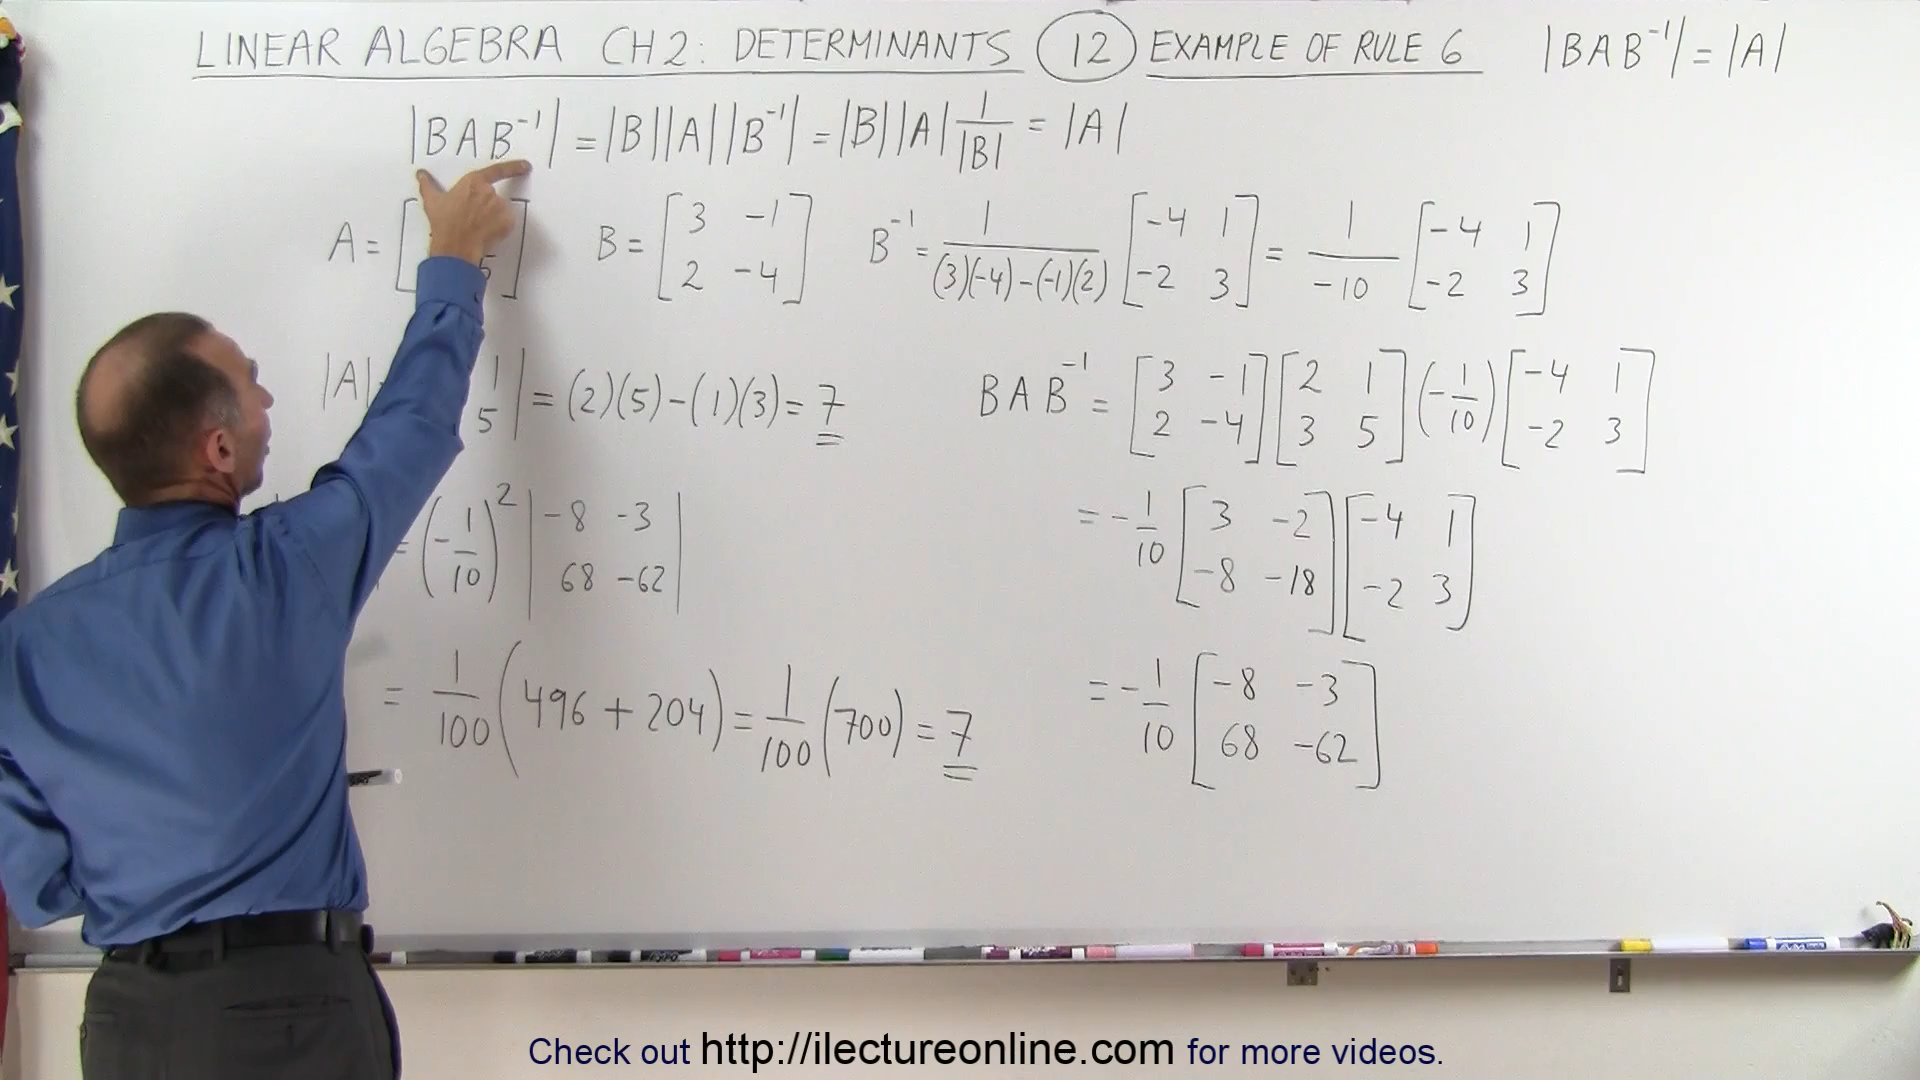 LINEAR ALGEBRA CH 2: DETERMINANTS 12 EXAMPLE OF RULE 6 |BAB⁻¹| = |A|
|BAB⁻¹| = |B||A||B⁻¹| = |B||A| 1/|B| = |A|
A = [ 5 ] B = [3 -1; 2 -4] B⁻¹ = 1/((3)(-4)-(-1)(2)) [-4 1; -2 3] = 1/-10 [-4 1; -2 3]
|A| 1 5| = (2)(5) - (1)(3) = 7
BAB⁻¹ = [3 -1; 2 -4] [2 1; 3 5] (-1/10) [-4 1; -2 3]
= (-1/10)² |-8 -3; 68 -62|
= -1/10 [3 -2; -8 -18] [-4 1; -2 3]
= 1/100 (496 + 204) = 1/100 (700) = 7
= -1/10 [-8 -3; 68 -62]
Check out http://ilectureonline.com for more videos.